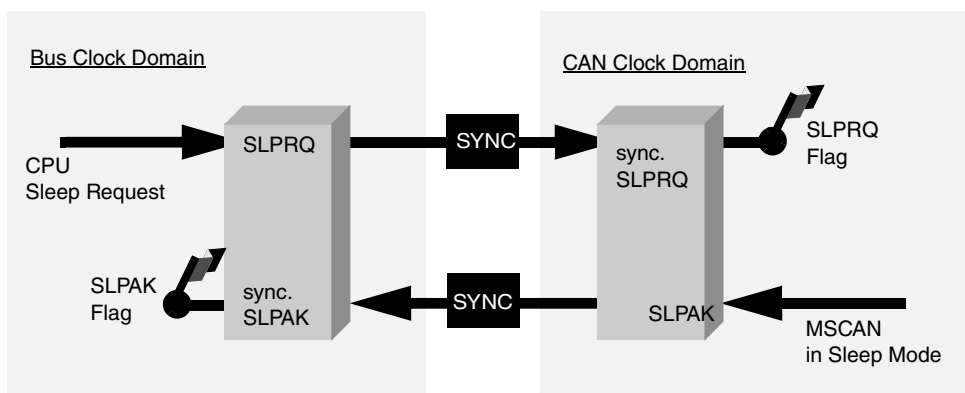 Bus Clock Domain
CAN Clock Domain
SLPRQ
SYNC
sync.
SLPRQ
SLPRQ
Flag
CPU
Sleep Request
SLPAK
Flag
sync.
SLPAK
SYNC
SLPAK
MSCAN
in Sleep Mode